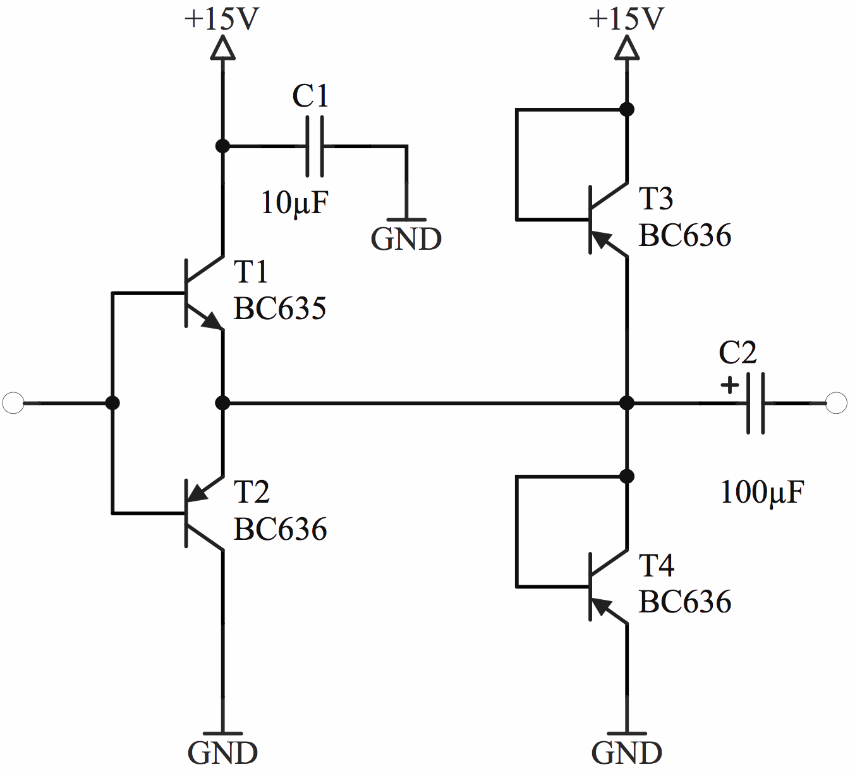 +15V
+15V
C1
10µF
GND
T3
BC636
T1
BC635
C2
+
100µF
T2
BC636
T4
BC636
GND
GND